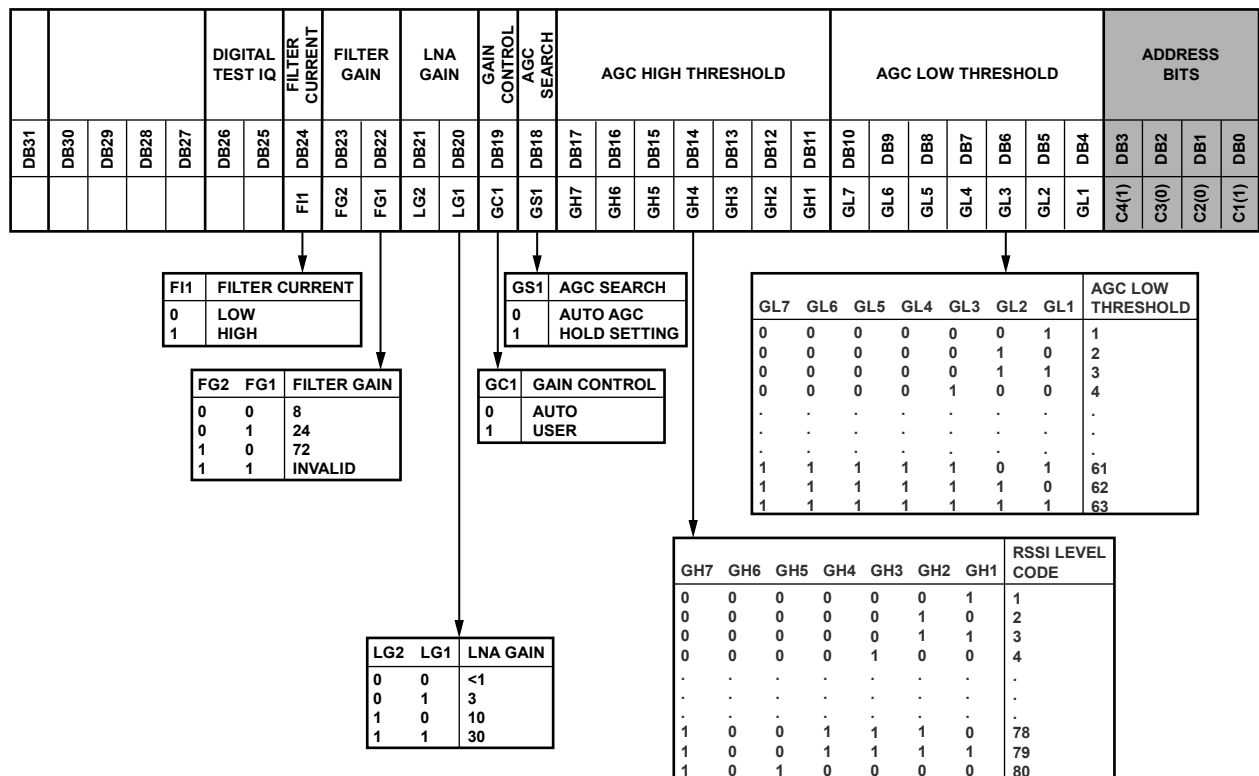 DIGITAL TEST IQ
FILTER CURRENT
FILTER GAIN
LNA GAIN
GAIN CONTROL
AGC SEARCH
AGC HIGH THRESHOLD
AGC LOW THRESHOLD
ADDRESS BITS
DB31 DB30 DB29 DB28 DB27 DB26 DB25 DB24 DB23 DB22 DB21 DB20 DB19 DB18 DB17 DB16 DB15 DB14 DB13 DB12 DB11 DB10 DB9 DB8 DB7 DB6 DB5 DB4 DB3 DB2 DB1 DB0
FI1 FG2 FG1 LG2 LG1 GC1 GS1 GH7 GH6 GH5 GH4 GH3 GH2 GH1 GL7 GL6 GL5 GL4 GL3 GL2 GL1 C4(1) C3(0) C2(0) C1(1)
FI1 FILTER CURRENT
0 LOW
1 HIGH
GS1 AGC SEARCH
0 AUTO AGC
1 HOLD SETTING
FG2 FG1 FILTER GAIN
0 0 8
0 1 24
1 0 72
1 1 INVALID
GC1 GAIN CONTROL
0 AUTO
1 USER
GL7 GL6 GL5 GL4 GL3 GL2 GL1 AGC LOW THRESHOLD
0 0 0 0 0 0 1 1
0 0 0 0 0 1 0 2
0 0 0 0 0 1 1 3
0 0 0 0 1 0 0 4
. . . . . . . .
. . . . . . . .
. . . . . . . .
1 1 1 1 1 0 1 61
1 1 1 1 1 1 0 62
1 1 1 1 1 1 1 63
LG2 LG1 LNA GAIN
0 0 <1
0 1 3
1 0 10
1 1 30
GH7 GH6 GH5 GH4 GH3 GH2 GH1 RSSI LEVEL CODE
0 0 0 0 0 0 1 1
0 0 0 0 0 1 0 2
0 0 0 0 0 1 1 3
0 0 0 0 1 0 0 4
. . . . . . . .
. . . . . . . .
. . . . . . . .
1 0 0 1 1 1 0 78
1 0 0 1 1 1 1 79
1 0 1 0 0 0 0 80